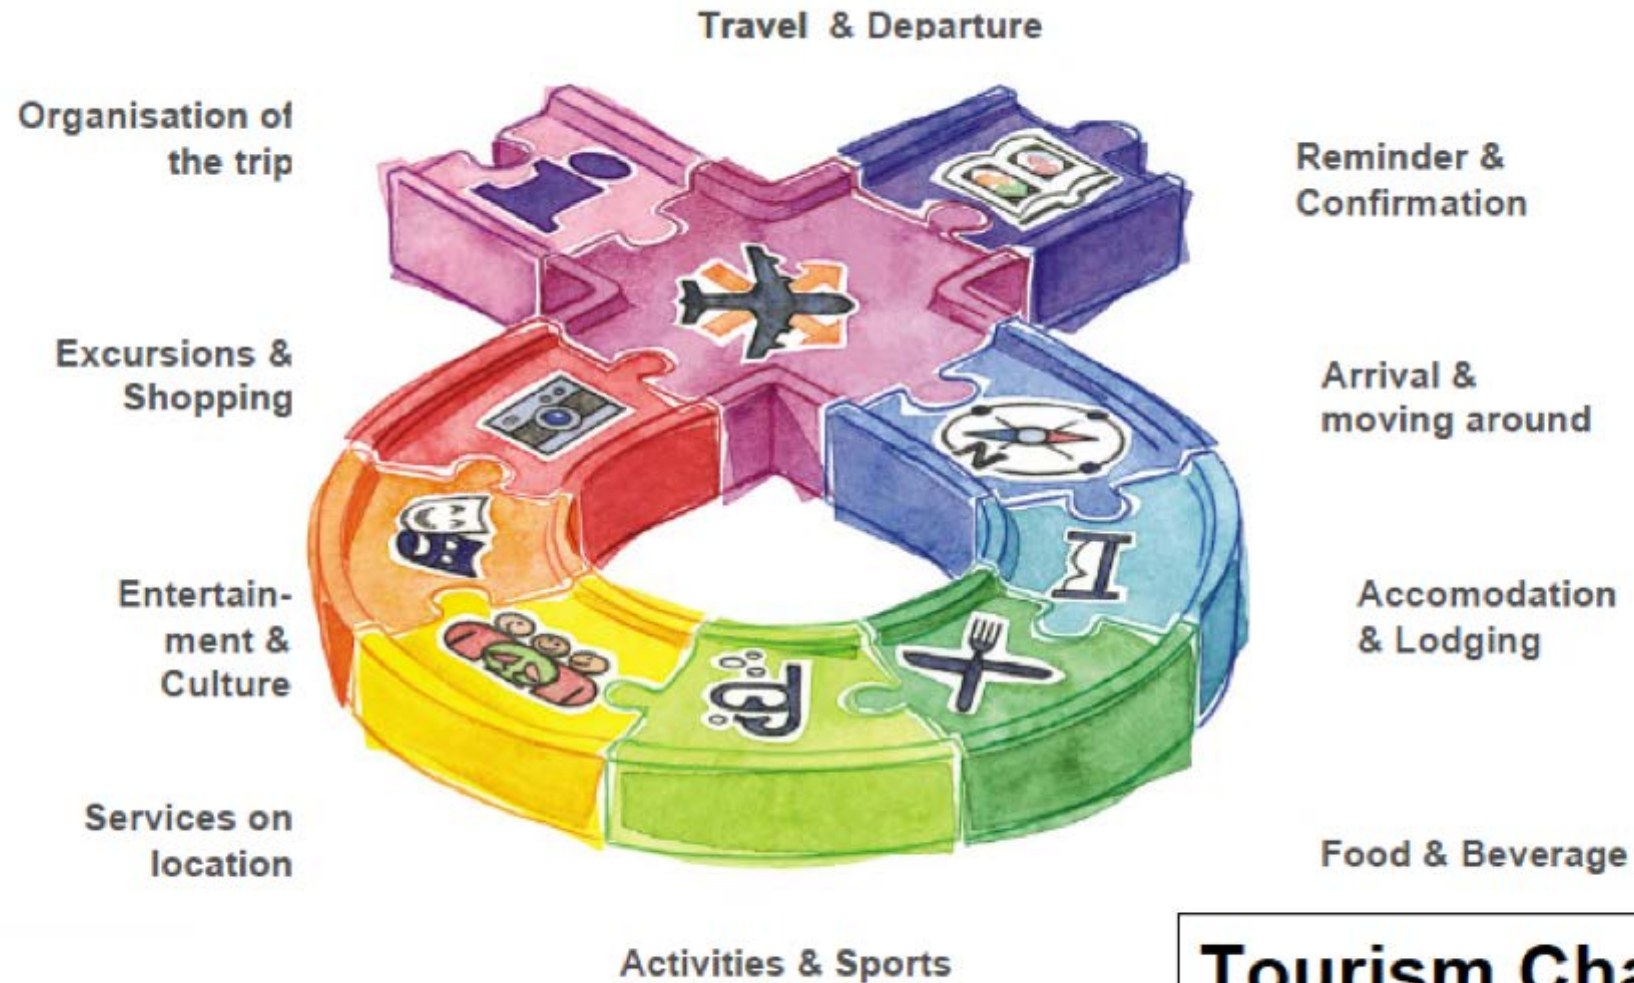 Travel & Departure
Organisation of
the trip
Reminder &
Confirmation
Excursions &
Shopping
Arrival &
moving around
Entertain-
ment &
Culture
Accomodation
& Lodging
Services on
location
Food & Beverage
Activities & Sports
Tourism
N